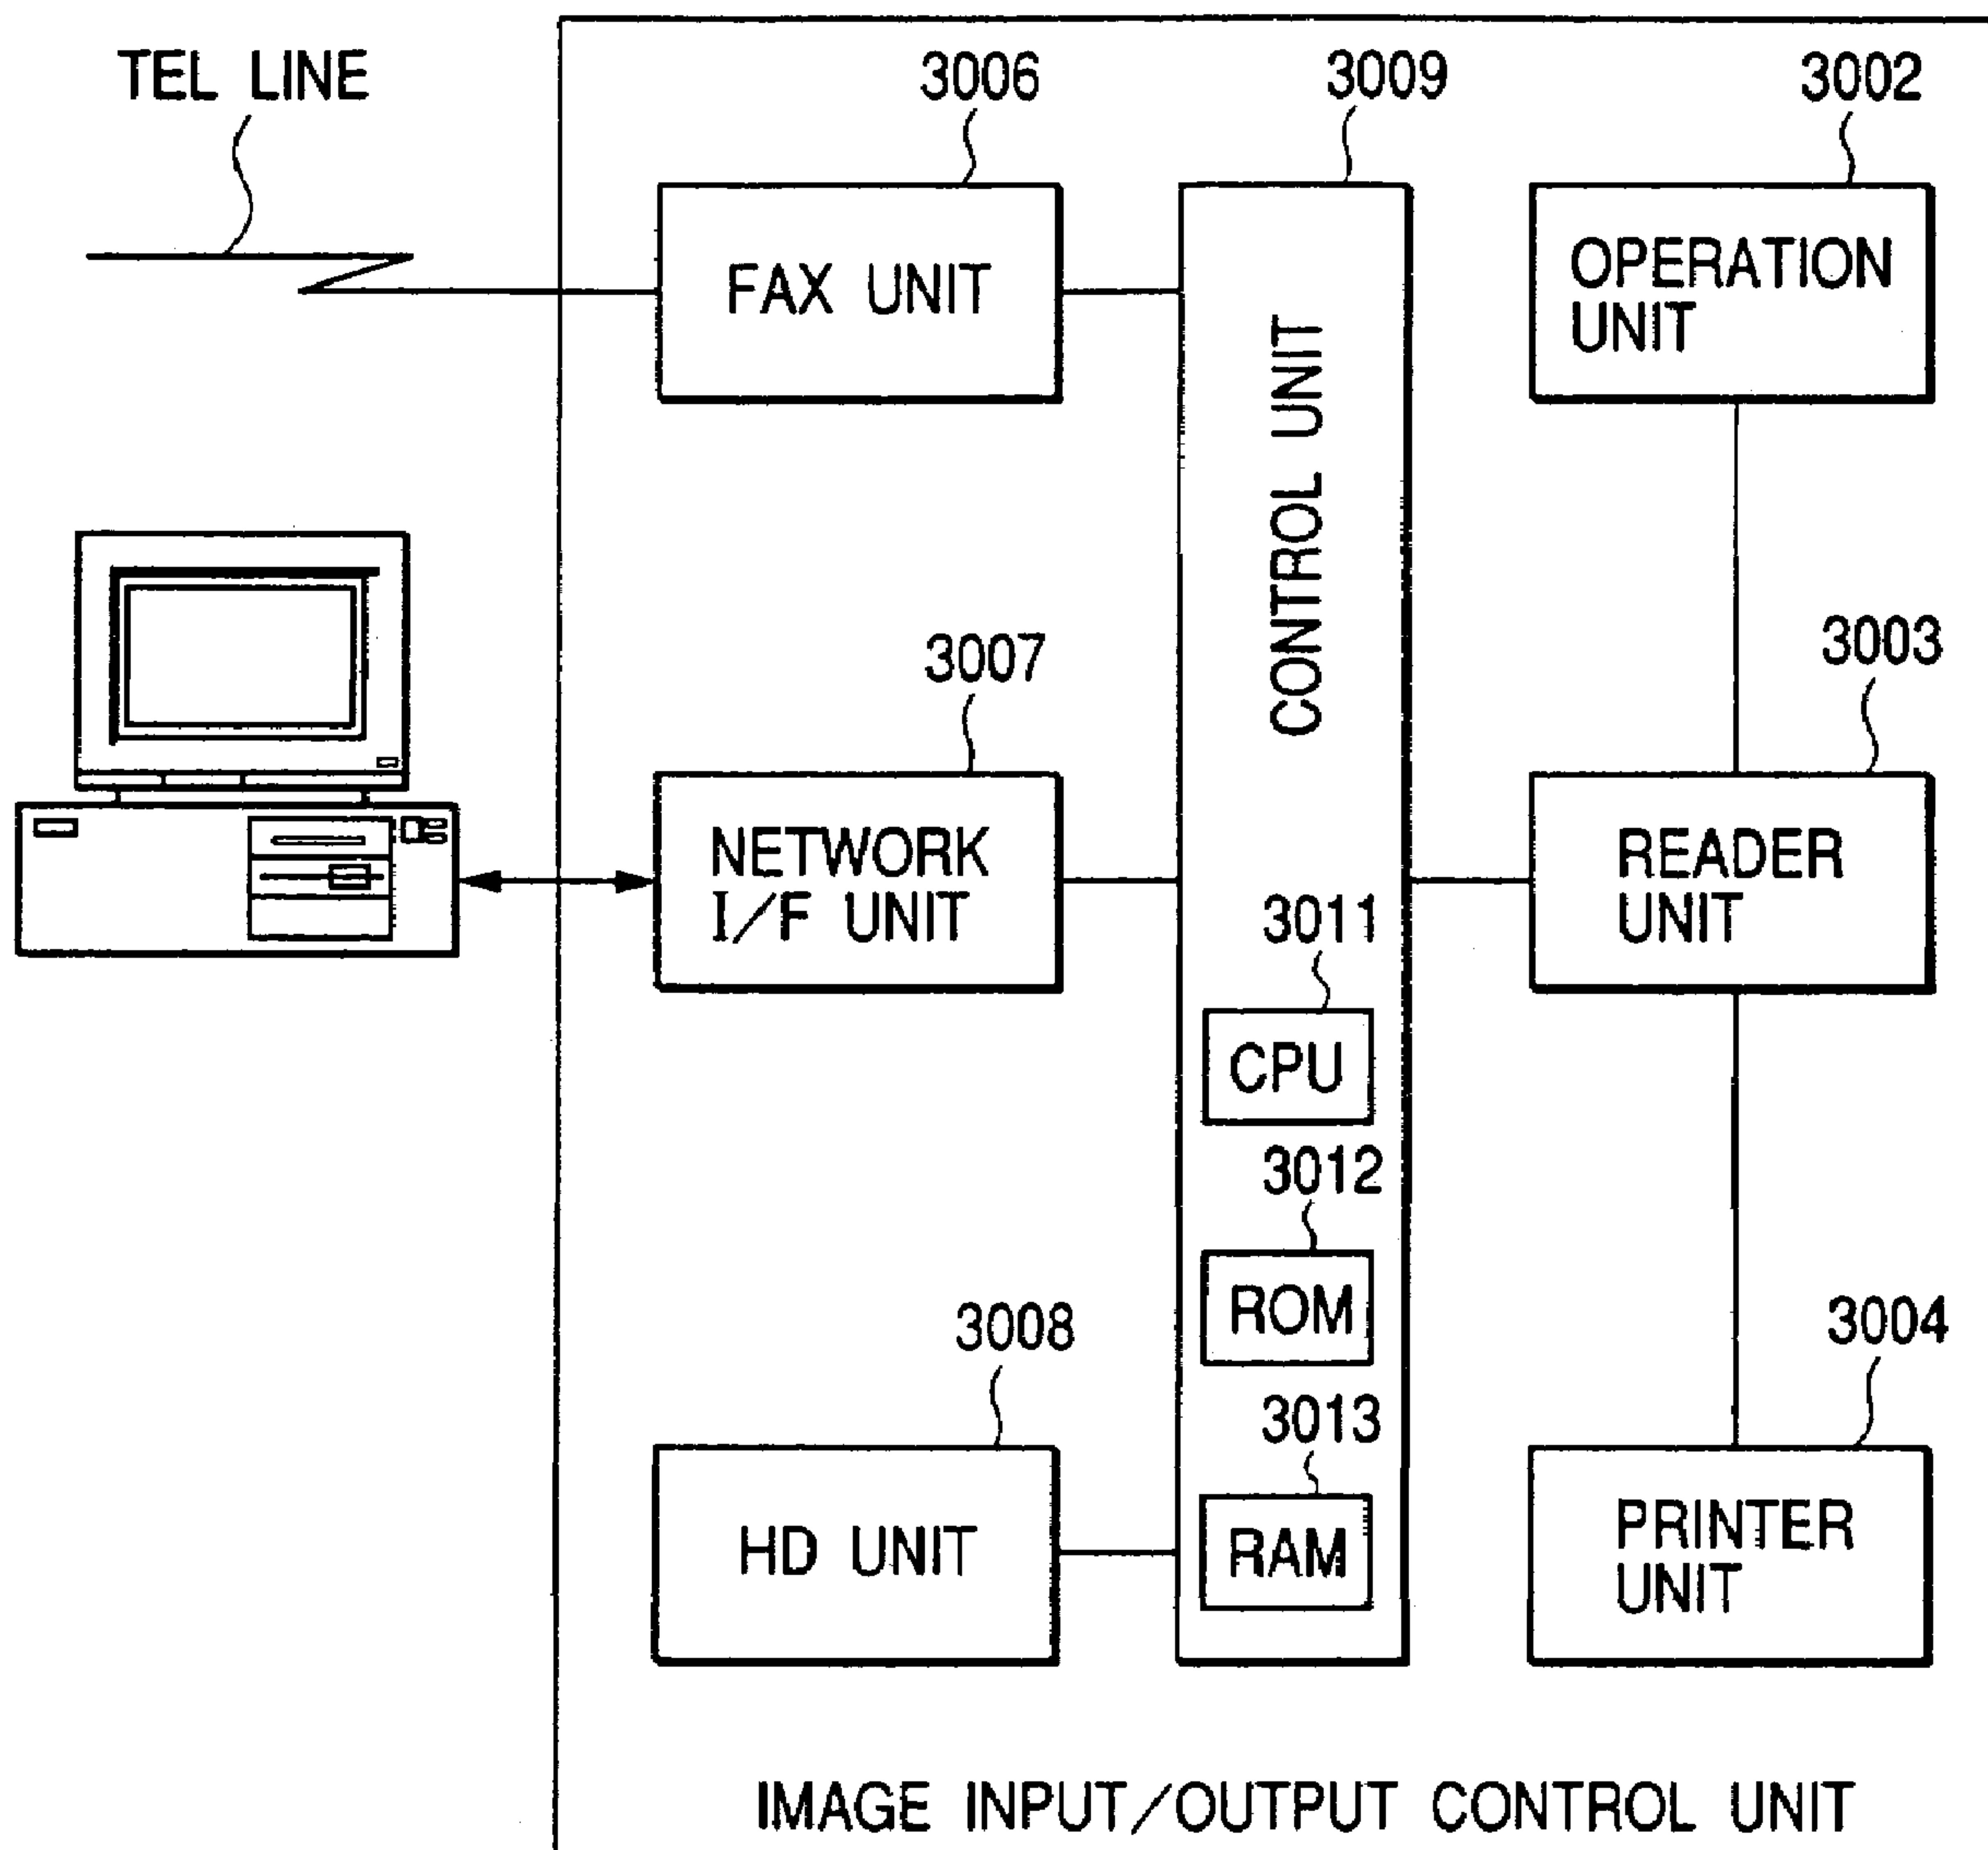 TEL LINE
3006
3009
3002
FAX UNIT
CONTROL UNIT
OPERATION
UNIT
3007
3003
NETWORK
I/F UNIT
READER
UNIT
3011
CPU
3012
ROM
3008
3004
3013
HD UNIT
RAM
PRINTER
UNIT
IMAGE INPUT/OUTPUT CONTROL UNIT